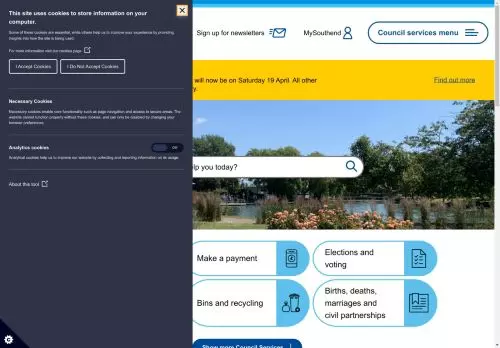 This site uses cookies to store information on your
computer.
Some of these cookies are essential, while others help us to improve your experience by providing
insights into how the site is being used.
For more information visit our cookies page
I Accept Cookies
I Do Not Accept Cookies
Necessary Cookies
Necessary cookies enable core functionality such as page navigation and access to secure areas. The
website cannot function properly without these cookies, and can only be disabled by changing your
browser preferences.
Analytics cookies
Off
Analytical cookies help us to improve our website by collecting and reporting information on its usage.
About this tool
Sign up for newsletters
MySouthend
Council services menu
will now be on Saturday 19 April. All other
Find out more
lp you today?
Make a payment
Elections and
voting
Bins and recycling
Births, deaths,
marriages and
civil partnerships
Show more Council Services